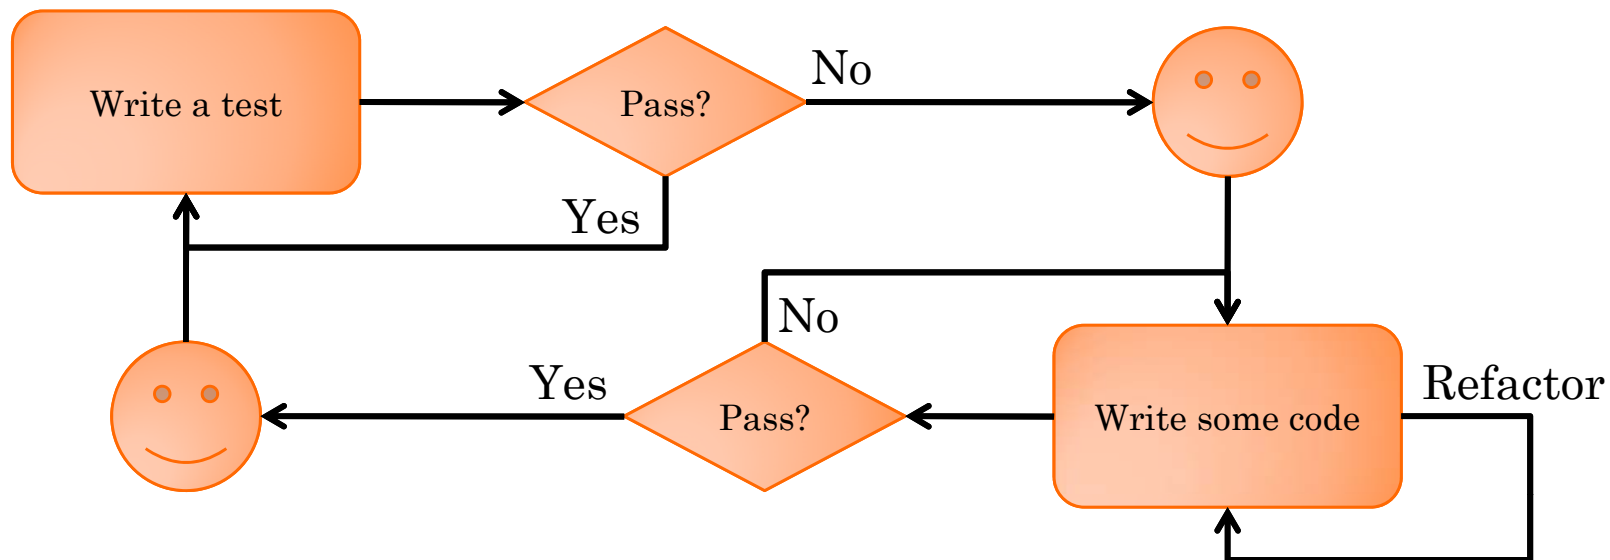 Write a test
Pass?
No
Yes
No
Yes
Pass?
Write some code
Refactor